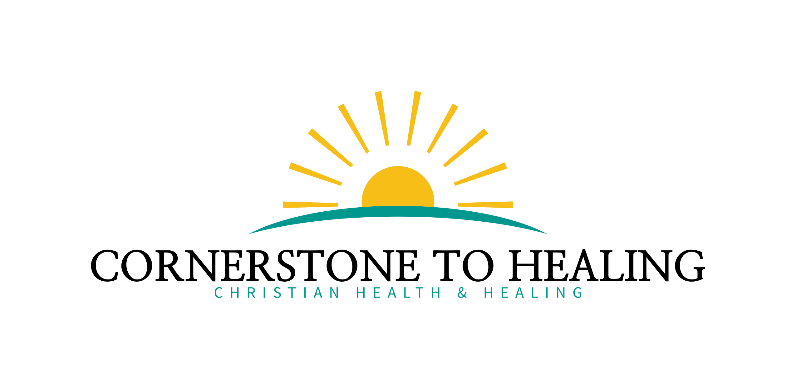 CORNERSTONE TO HEALING
CHRISTIAN HEALTH & HEALING